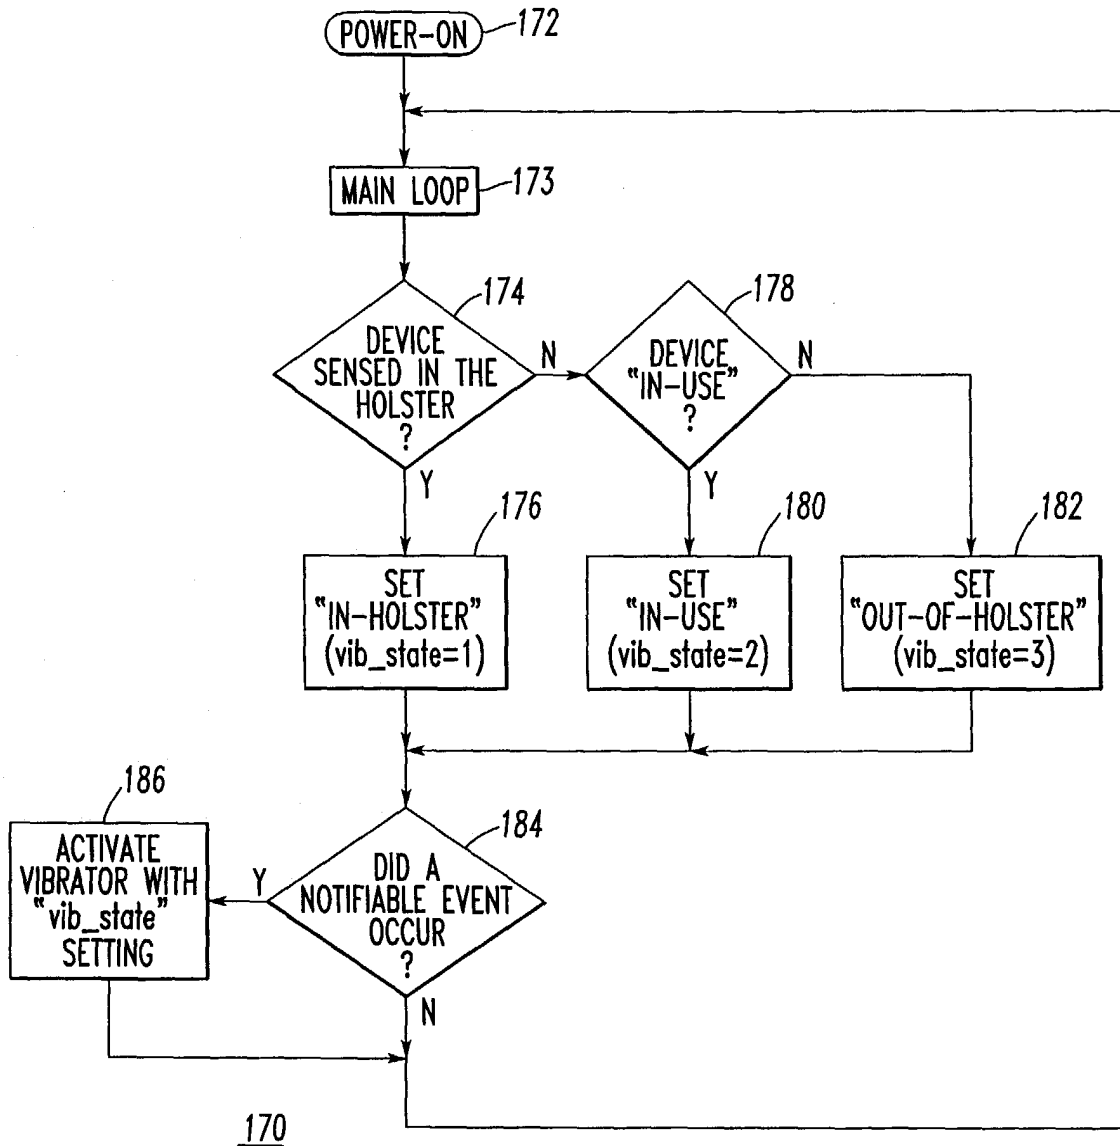 POWER-ON
172
MAIN LOOP
173
174
DEVICE
SENSED IN THE
HOLSTER
?
N
Y
178
DEVICE
"IN-USE"
?
N
Y
176
SET
"IN-HOLSTER"
(vib_state=1)
180
SET
"IN-USE"
(vib_state=2)
182
SET
"OUT-OF-HOLSTER"
(vib_state=3)
184
DID A
NOTIFIABLE EVENT
OCCUR
?
Y
N
186
ACTIVATE
VIBRATOR WITH
"vib_state"
SETTING
170